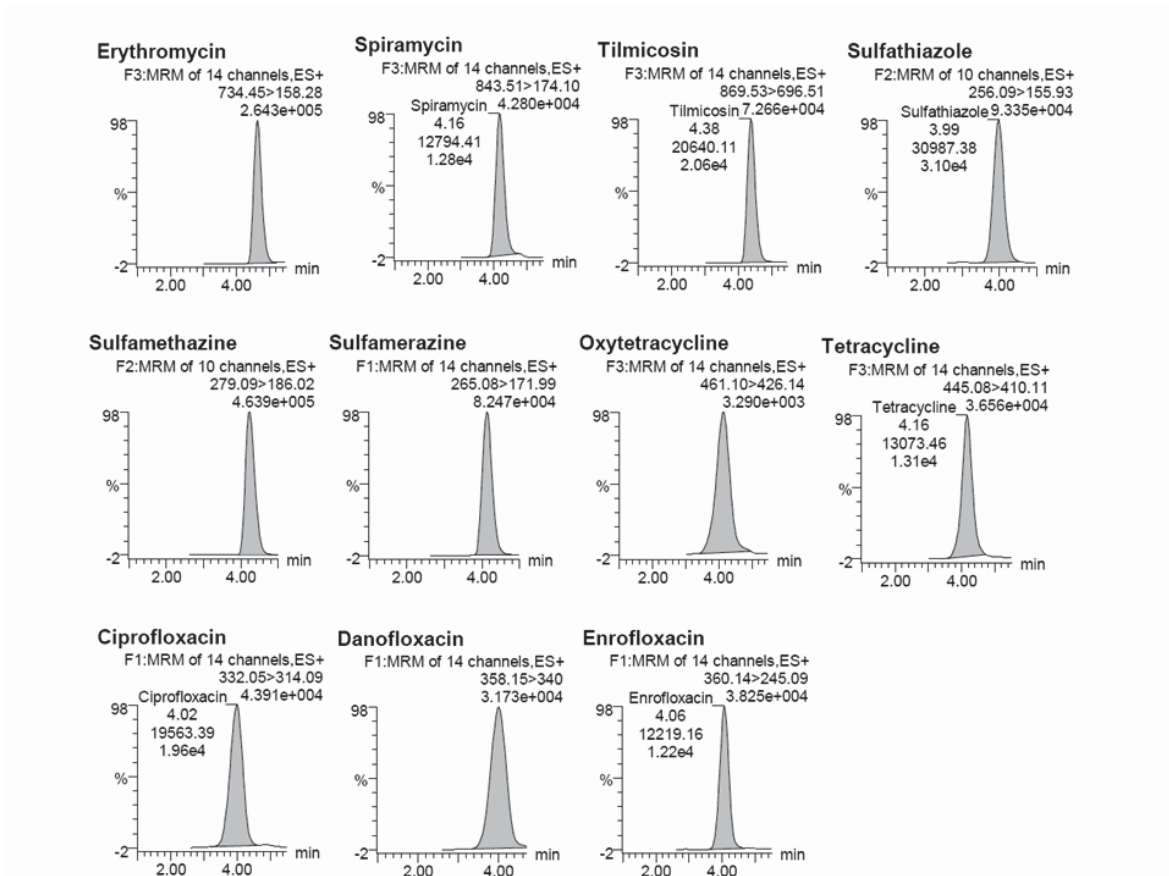 Erythromycin
F3:MRM of 14 channels,ES+
734.45>158.28
2.643e+005
98
%
-2
2.00 4.00
min
Spiramycin
F3:MRM of 14 channels,ES+
843.51>174.10
Spiramycin 4.280e+004
98
4.16
12794.41
1.28e4
%
-2
2.00 4.00
min
Tilmicosin
F3:MRM of 14 channels,ES+
869.53>696.51
Tilmicosin 7.266e+004
98
4.38
20640.11
2.06e4
%
-2
2.00 4.00
min
Sulfathiazole
F2:MRM of 10 channels,ES+
256.09>155.93
Sulfathiazole 9.335e+004
98
3.99
30987.38
3.10e4
%
-2
2.00 4.00
min
Sulfamethazine
F2:MRM of 10 channels,ES+
279.09>186.02
4.639e+005
98
%
-2
2.00 4.00
min
Sulfamerazine
F1:MRM of 14 channels,ES+
265.08>171.99
8.247e+004
98
%
-2
2.00 4.00
min
Oxytetracycline
F3:MRM of 14 channels,ES+
461.10>426.14
3.290e+003
98
%
-2
2.00 4.00
min
Tetracycline
F3:MRM of 14 channels,ES+
445.08>410.11
Tetracycline 3.656e+004
98
4.16
13073.46
1.31e4
%
-2
2.00 4.00
min
Ciprofloxacin
F1:MRM of 14 channels,ES+
332.05>314.09
Ciprofloxacin 4.391e+004
98
4.02
19563.39
1.96e4
%
-2
2.00 4.00
min
Danofloxacin
F1:MRM of 14 channels,ES+
358.15>340
3.173e+004
98
%
-2
2.00 4.00
min
Enrofloxacin
F1:MRM of 14 channels,ES+
360.14>245.09
Enrofloxacin 3.825e+004
98
4.06
12219.16
1.22e4
%
-2
2.00 4.00
min